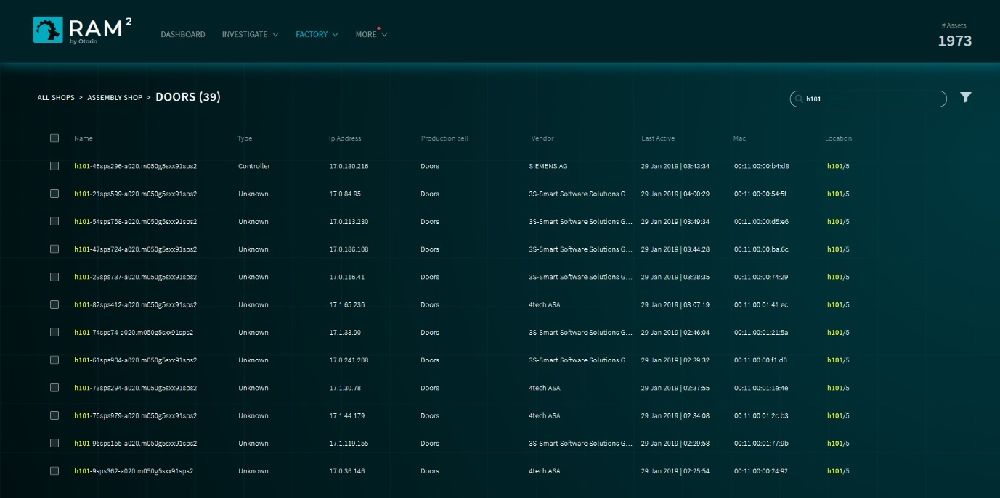 RAM 2
by Otorio
DASHBOARD INVESTIGATE FACTORY MORE
# Assets
1973
ALL SHOPS > ASSEMBLY SHOP > DOORS (39)
h101
Name Type Ip Address Production cell Vendor Last Active Mac Location
h101-46sps296-a020.m050g5sxx91sps2 Controller 17.0.180.216 Doors SIEMENS AG 29 Jan 2019 | 03:43:34 00:11:00:00:b4:d8 h101/5
h101-21sps599-a020.m050g5sxx91sps2 Unknown 17.0.84.95 Doors 3S-Smart Software Solutions G... 29 Jan 2019 | 04:00:29 00:11:00:00:54:5f h101/5
h101-54sps758-a020.m050g5sxx91sps2 Unknown 17.0.213.230 Doors 3S-Smart Software Solutions G... 29 Jan 2019 | 03:49:34 00:11:00:00:d5:e6 h101/5
h101-47sps724-a020.m050g5sxx91sps2 Unknown 17.0.186.108 Doors 3S-Smart Software Solutions G... 29 Jan 2019 | 03:44:28 00:11:00:00:ba:6c h101/5
h101-29sps737-a020.m050g5sxx91sps2 Unknown 17.0.116.41 Doors 3S-Smart Software Solutions G... 29 Jan 2019 | 03:28:35 00:11:00:00:74:29 h101/5
h101-82sps412-a020.m050g5sxx91sps2 Unknown 17.1.65.236 Doors 4tech ASA 29 Jan 2019 | 03:07:19 00:11:00:01:41:ec h101/5
h101-74sps74-a020.m050g5sxx91sps2 Unknown 17.1.33.90 Doors 3S-Smart Software Solutions G... 29 Jan 2019 | 02:46:04 00:11:00:01:21:5a h101/5
h101-61sps904-a020.m050g5sxx91sps2 Unknown 17.0.241.208 Doors 3S-Smart Software Solutions G... 29 Jan 2019 | 02:39:32 00:11:00:00:f1:d0 h101/5
h101-73sps294-a020.m050g5sxx91sps2 Unknown 17.1.30.78 Doors 4tech ASA 29 Jan 2019 | 02:37:55 00:11:00:01:1e:4e h101/5
h101-76sps979-a020.m050g5sxx91sps2 Unknown 17.1.44.179 Doors 4tech ASA 29 Jan 2019 | 02:34:08 00:11:00:01:2c:b3 h101/5
h101-96sps155-a020.m050g5sxx91sps2 Unknown 17.1.119.155 Doors 3S-Smart Software Solutions G... 29 Jan 2019 | 02:29:58 00:11:00:01:77:9b h101/5
h101-9sps362-a020.m050g5sxx91sps2 Unknown 17.0.36.146 Doors 4tech ASA 29 Jan 2019 | 02:25:54 00:11:00:00:24:92 h101/5